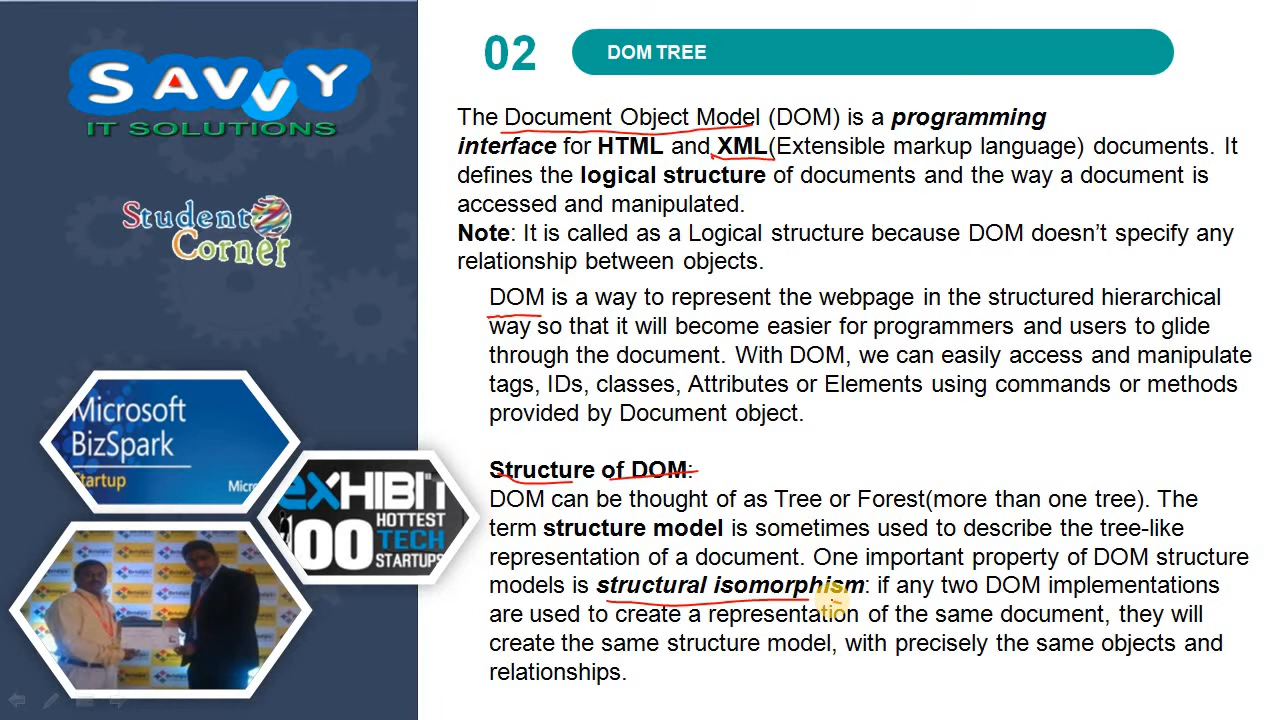 SAVVY
IT SOLUTIONS
Student
Corner
Microsoft
BizSpark
Startup
Micr
eXHIBIT
100
HOTTEST
TECH
STARTUPS
02
DOM TREE
The Document Object Model (DOM) is a programming
interface for HTML and XML(Extensible markup language) documents. It
defines the logical structure of documents and the way a document is
accessed and manipulated.
Note: It is called as a Logical structure because DOM doesn’t specify any
relationship between objects.
DOM is a way to represent the webpage in the structured hierarchical
way so that it will become easier for programmers and users to glide
through the document. With DOM, we can easily access and manipulate
tags, IDs, classes, Attributes or Elements using commands or methods
provided by Document object.
Structure of DOM:
DOM can be thought of as Tree or Forest(more than one tree). The
term structure model is sometimes used to describe the tree-like
representation of a document. One important property of DOM structure
models is structural isomorphism: if any two DOM implementations
are used to create a representation of the same document, they will
create the same structure model, with precisely the same objects and
relationships.